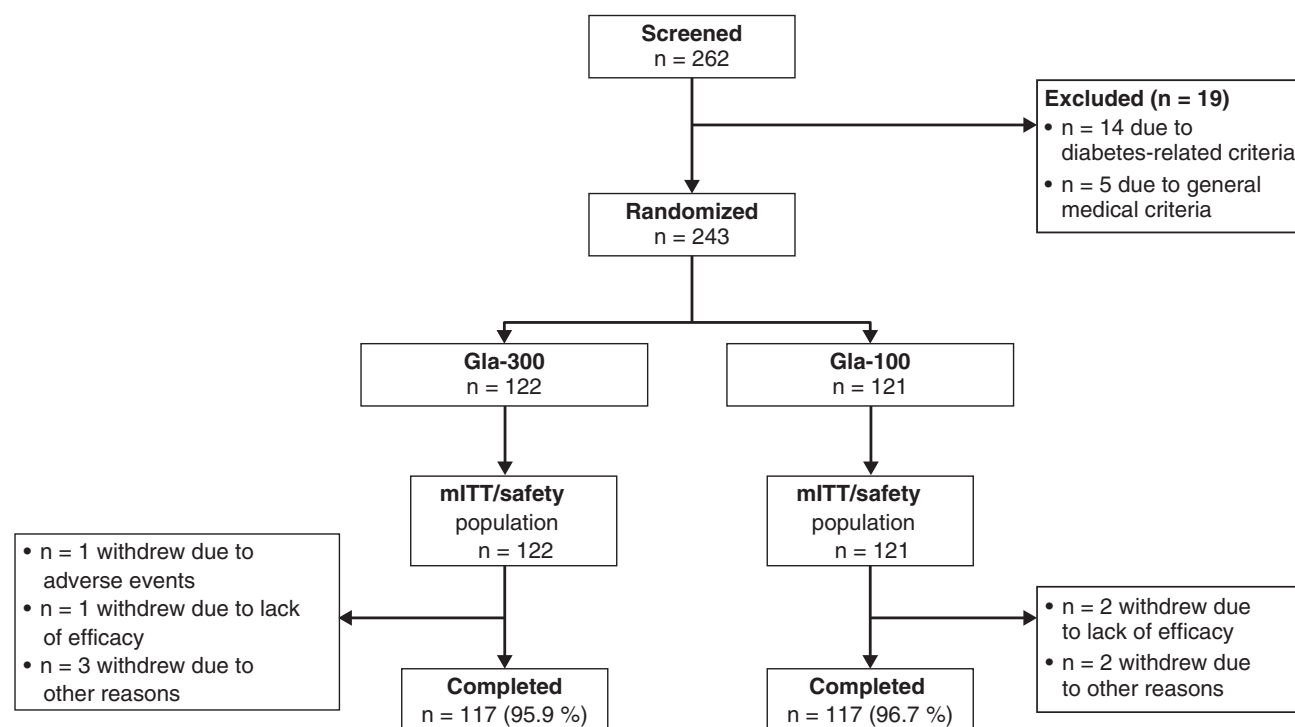 Screened
n = 262
Excluded (n = 19)
• n = 14 due to
diabetes-related criteria
• n = 5 due to general
medical criteria
Randomized
n = 243
Gla-300
n = 122
Gla-100
n = 121
mITT/safety
population
n = 122
mITT/safety
population
n = 121
• n = 1 withdrew due to
adverse events
• n = 1 withdrew due to lack
of efficacy
• n = 3 withdrew due to
other reasons
• n = 2 withdrew due
to lack of efficacy
• n = 2 withdrew due
to other reasons
Completed
n = 117 (95.9 %)
Completed
n = 117 (96.7 %)